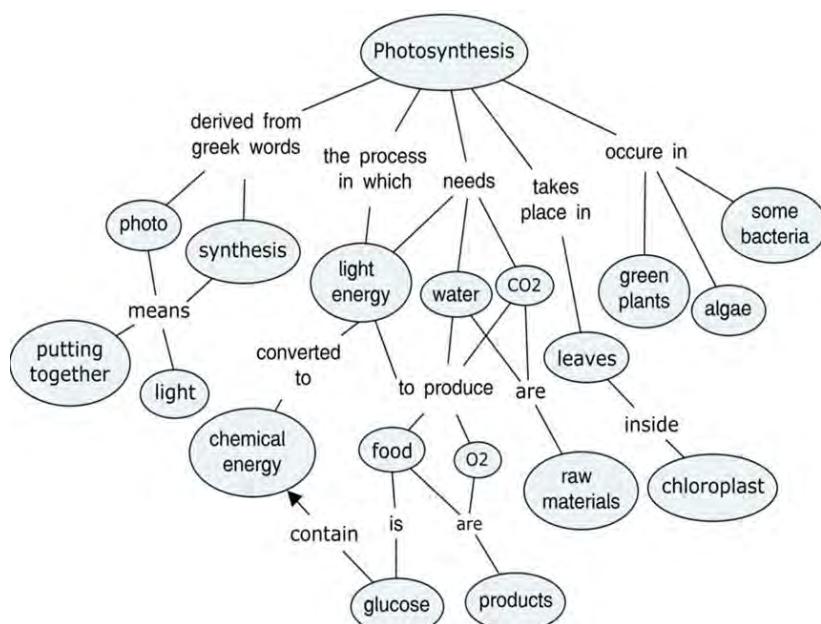 Photosynthesis
derived from
greek words
the process
in which
needs
takes
place in
occure in
photo
synthesis
light
energy
water
CO2
green
plants
algae
some
bacteria
means
putting
together
light
converted
to
to produce
are
leaves
inside
chemical
energy
food
O2
raw
materials
chloroplast
contain
is
are
glucose
products